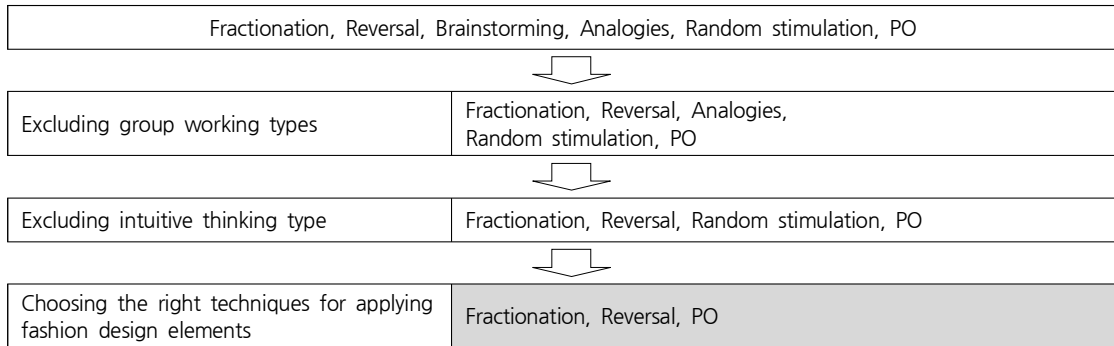 Fractionation, Reversal, Brainstorming, Analogies, Random stimulation, PO
Excluding group working types
Fractionation, Reversal, Analogies,
Random stimulation, PO
Excluding intuitive thinking type
Fractionation, Reversal, Random stimulation, PO
Choosing the right techniques for applying
fashion design elements
Fractionation, Reversal, PO